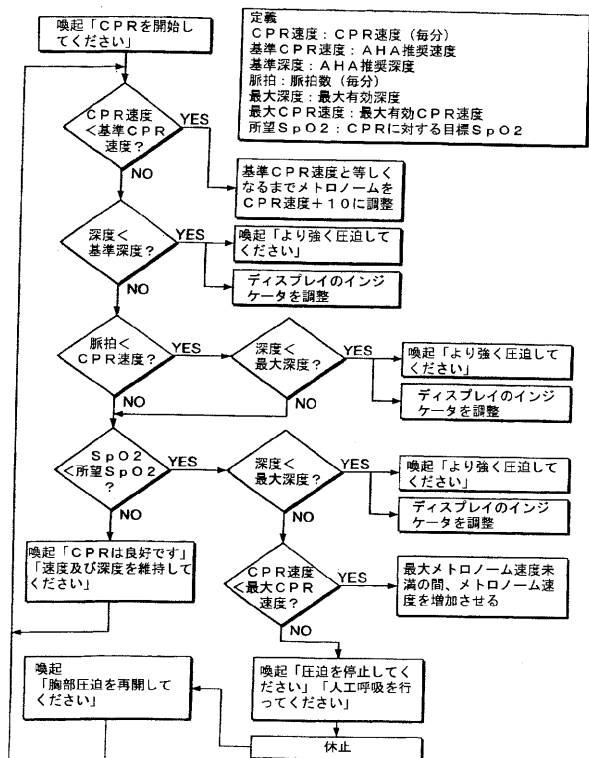 喚起「CPRを開始し
てください」
定義
CPR速度：CPR速度（毎分）
基準CPR速度：AHA推奨速度
基準深度：AHA推奨深度
脈拍：脈拍数（毎分）
最大深度：最大有効深度
最大CPR速度：最大有効CPR速度
所望SpO2：CPRに対する目標SpO2
CPR速度
<基準CPR
速度？
YES
NO
基準CPR速度と等しく
なるまでメトロノームを
CPR速度+10に調整
深度<
基準深度？
YES
NO
喚起「より強く圧迫して
ください」
ディスプレイのインジ
ケータを調整
脈拍<
CPR速度？
YES
NO
深度<
最大深度？
YES
NO
喚起「より強く圧迫して
ください」
ディスプレイのインジ
ケータを調整
SpO2
<所望SpO2
？
YES
NO
深度<
最大深度？
YES
NO
喚起「より強く圧迫して
ください」
ディスプレイのインジ
ケータを調整
喚起「CPRは良好です」
「速度及び深度を維持して
ください」
CPR速度
<最大CPR
速度？
YES
NO
最大メトロノーム速度未
満の間、メトロノーム速
度を増加させる
喚起
「胸部圧迫を再開して
ください」
喚起「圧迫を停止してく
ださい」「人工呼吸を行
ってください」
休止